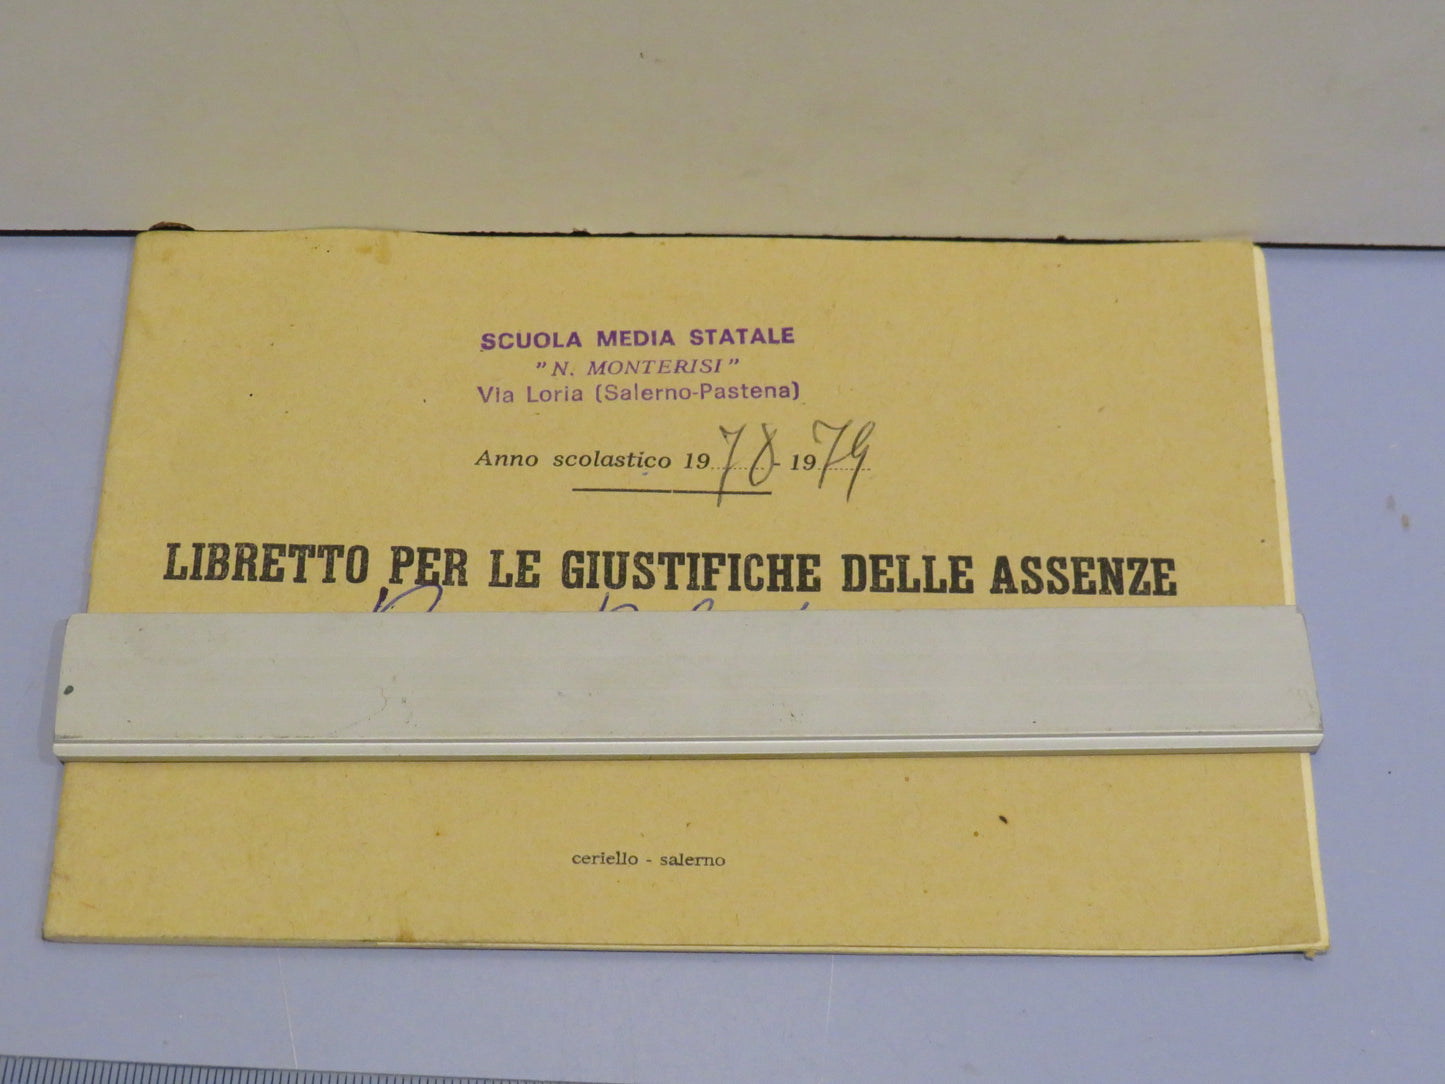 SCUOLA MEDIA STATALE
"N. MONTERISI"
Via Loria (Salerno-Pastena)
Anno scolastico 1978 - 1979
LIBRETTO PER LE GIUSTIFICHE DELLE ASSENZE
ceriello - salerno